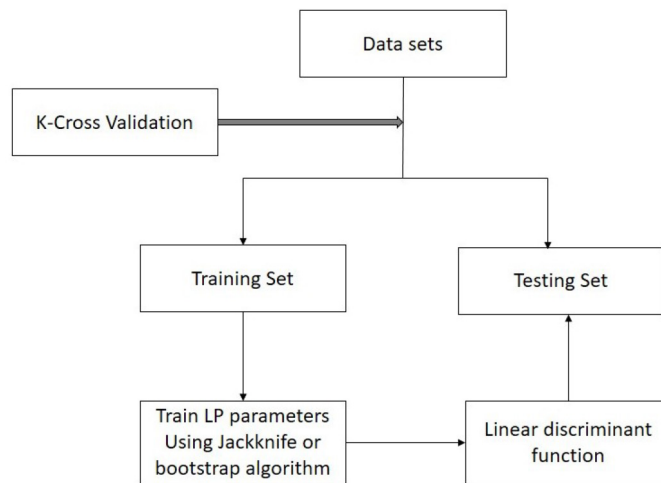 Data sets
K-Cross Validation
Training Set
Testing Set
Train LP parameters
Using Jackknife or
bootstrap algorithm
Linear discriminant
function